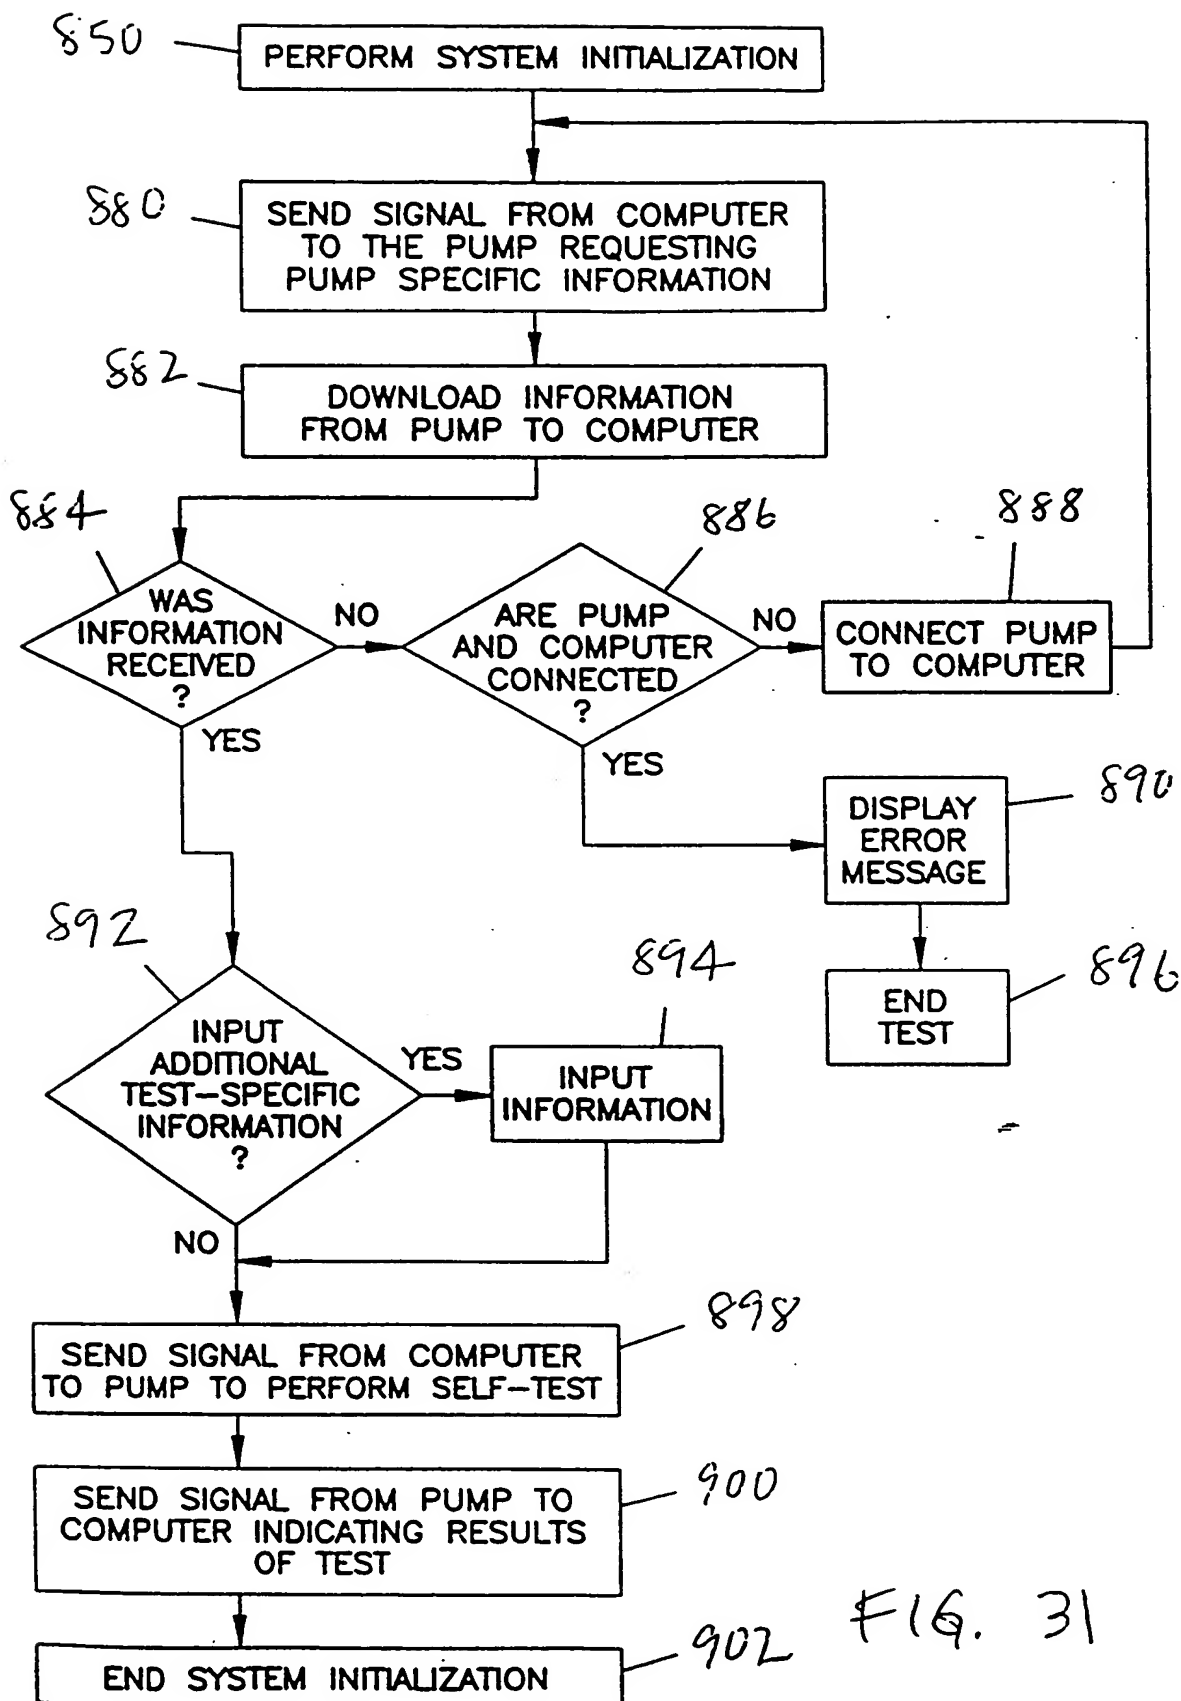 850
PERFORM SYSTEM INITIALIZATION
880
SEND SIGNAL FROM COMPUTER
TO THE PUMP REQUESTING
PUMP SPECIFIC INFORMATION
882
DOWNLOAD INFORMATION
FROM PUMP TO COMPUTER
884
886
888
WAS
INFORMATION
RECEIVED
?
NO
ARE PUMP
AND COMPUTER
CONNECTED
?
NO
CONNECT PUMP
TO COMPUTER
YES
YES
890
DISPLAY
ERROR
MESSAGE
892
894
896
END
TEST
INPUT
ADDITIONAL
TEST-SPECIFIC
INFORMATION
?
YES
INPUT
INFORMATION
NO
898
SEND SIGNAL FROM COMPUTER
TO PUMP TO PERFORM SELF-TEST
900
SEND SIGNAL FROM PUMP TO
COMPUTER INDICATING RESULTS
OF TEST
902
END SYSTEM INITIALIZATION
FIG. 31